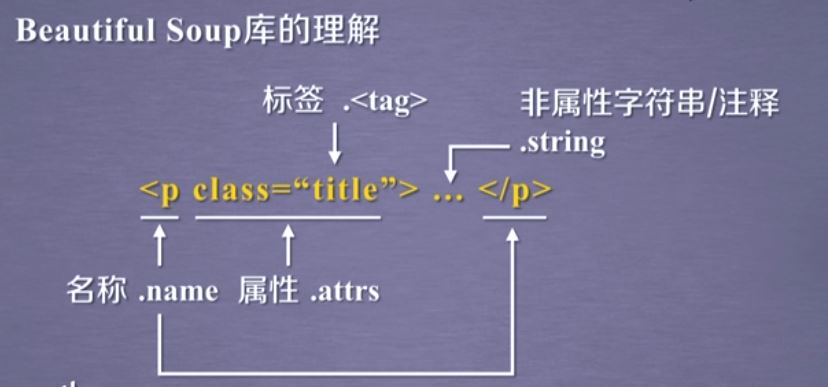 Beautiful Soup库的理解
标签 .<tag>
非属性字符串/注释
.string
<p class=“title”> … </p>
名称 .name 属性 .attrs